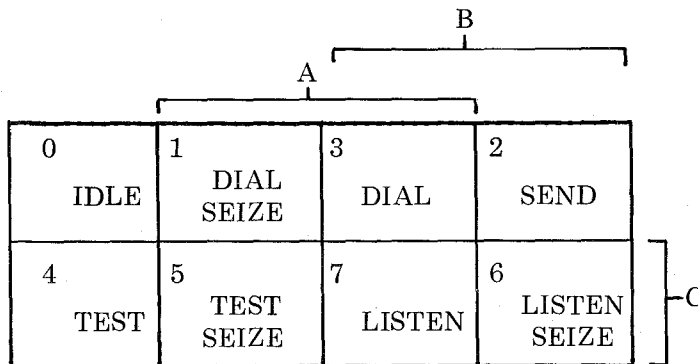 B
A
0 1 3 2
IDLE DIAL SEIZE DIAL SEND
4 5 7 6
TEST TEST SEIZE LISTEN LISTEN SEIZE
C